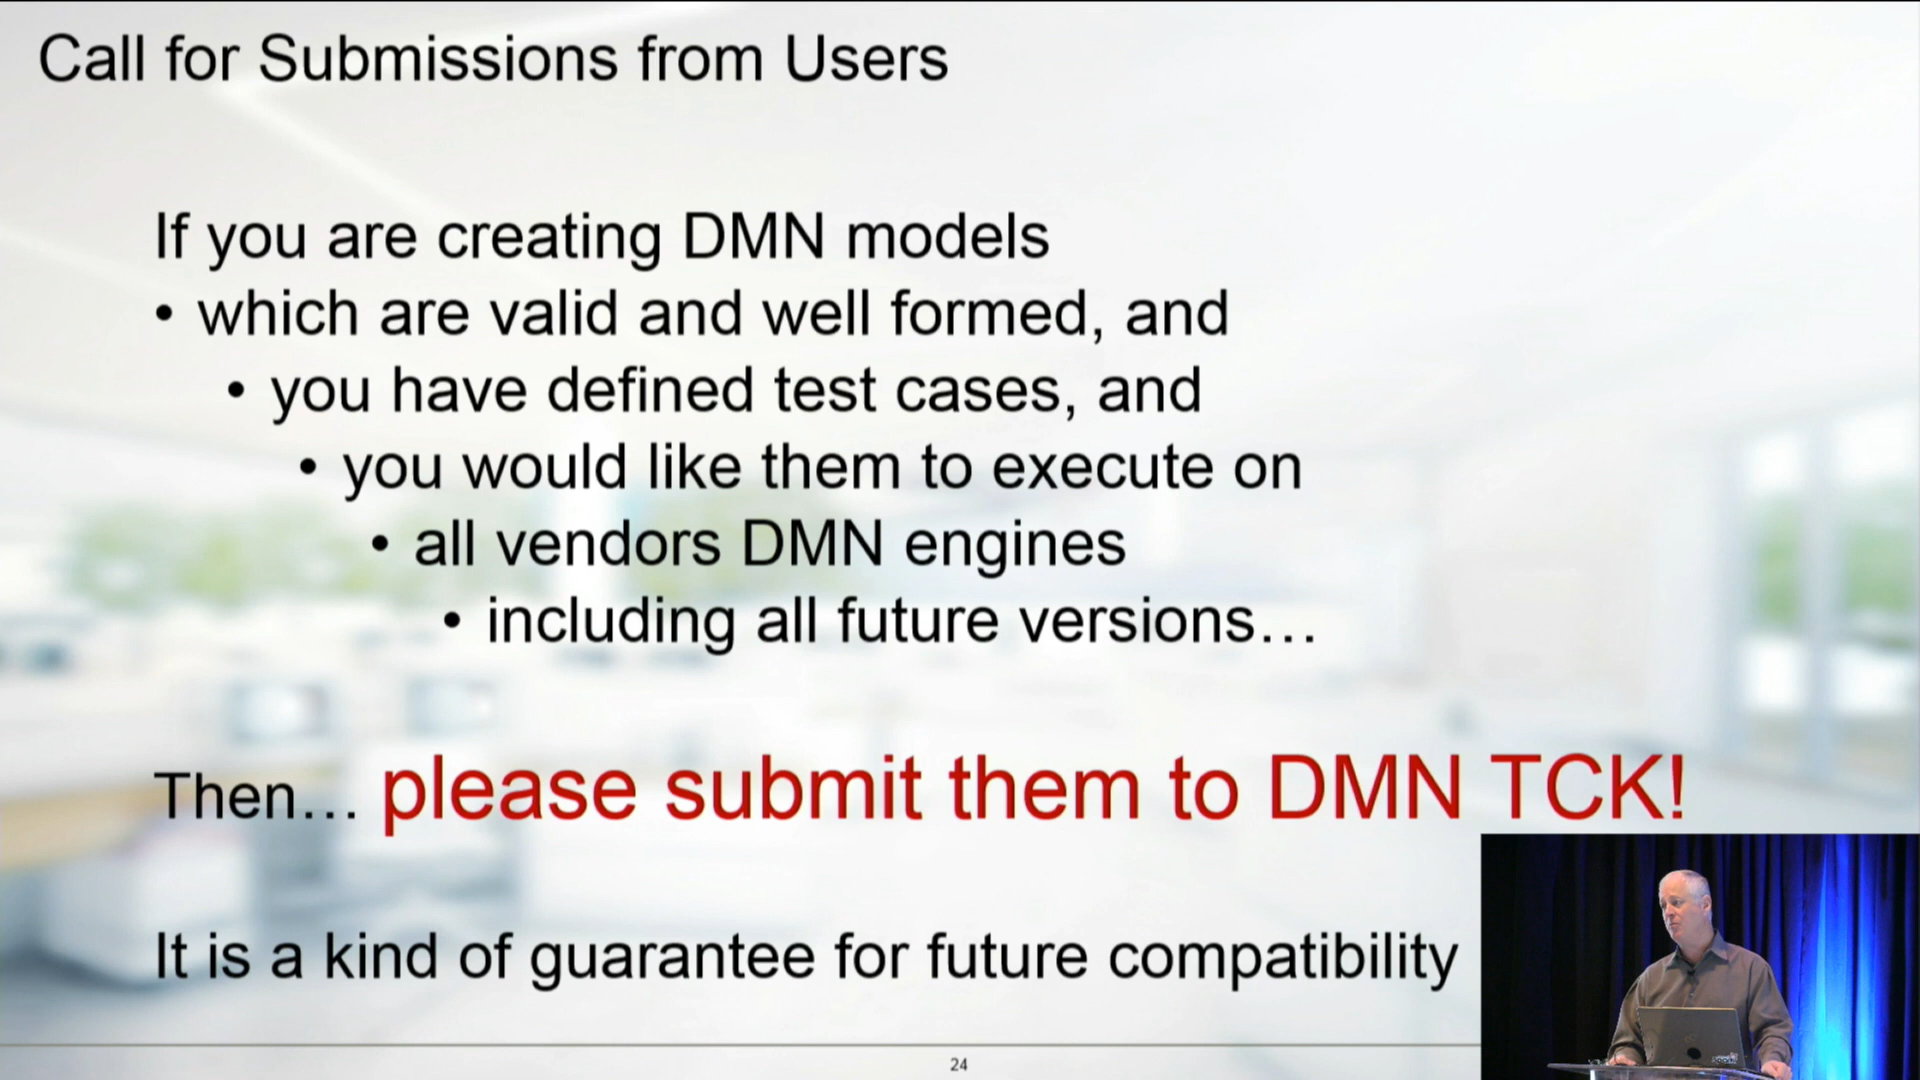 Call for Submissions from Users
If you are creating DMN models
• which are valid and well formed, and
• you have defined test cases, and
• you would like them to execute on
• all vendors DMN engines
• including all future versions…
Then… please submit them to DMN TCK!
It is a kind of guarantee for future compatibility
24